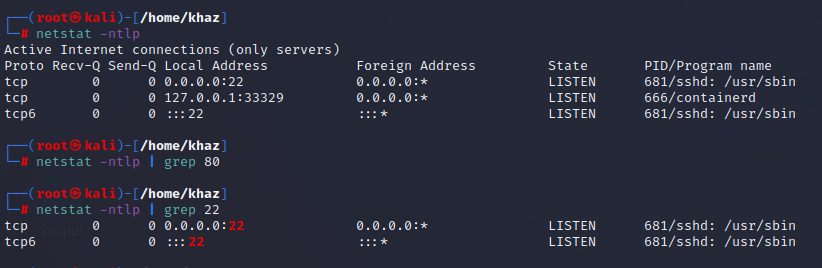 ┌──(root㉿kali)-[/home/khaz]
└─# netstat -ntlp
Active Internet connections (only servers)
Proto Recv-Q Send-Q Local Address           Foreign Address         State       PID/Program name
tcp        0      0 0.0.0.0:22              0.0.0.0:*               LISTEN      681/sshd: /usr/sbin
tcp        0      0 127.0.0.1:33329         0.0.0.0:*               LISTEN      666/containerd
tcp6       0      0 :::22                   :::*                    LISTEN      681/sshd: /usr/sbin
┌──(root㉿kali)-[/home/khaz]
└─# netstat -ntlp | grep 80
┌──(root㉿kali)-[/home/khaz]
└─# netstat -ntlp | grep 22
tcp        0      0 0.0.0.0:22              0.0.0.0:*               LISTEN      681/sshd: /usr/sbin
tcp6       0      0 :::22                   :::*                    LISTEN      681/sshd: /usr/sbin